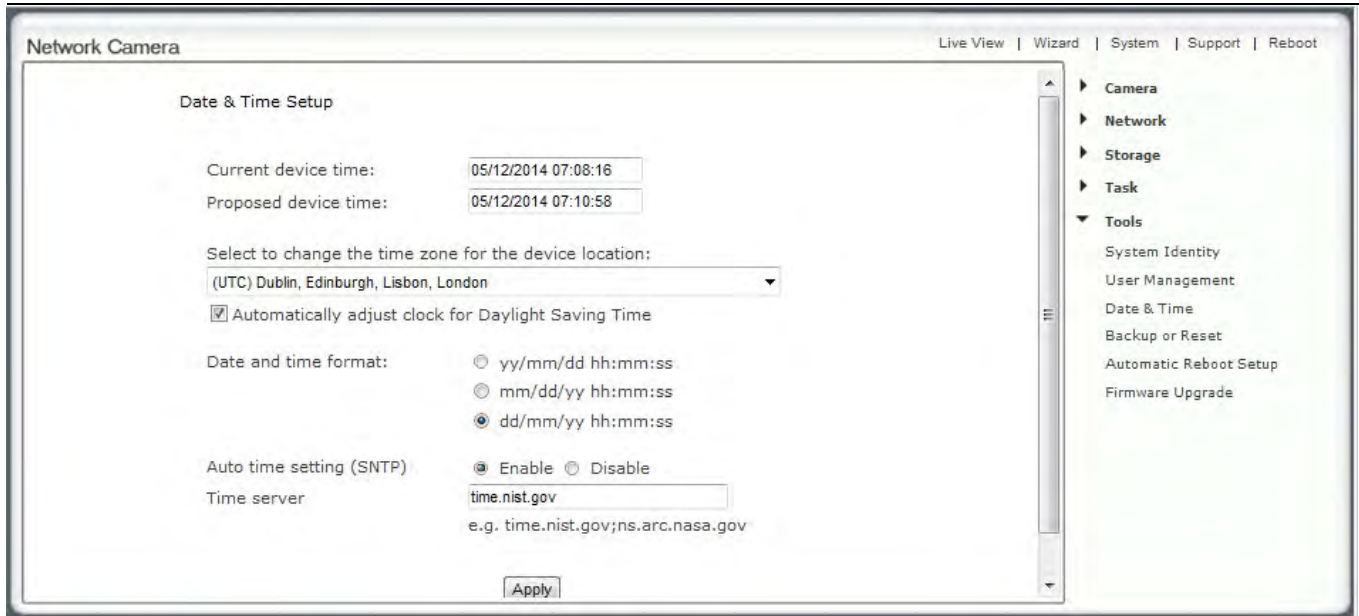 Network Camera
Live View | Wizard | System | Support | Reboot
Date & Time Setup
Current device time: 05/12/2014 07:08:16
Proposed device time: 05/12/2014 07:10:58
Select to change the time zone for the device location:
(UTC) Dublin, Edinburgh, Lisbon, London
Automatically adjust clock for Daylight Saving Time
Date and time format: yy/mm/dd hh:mm:ss
mm/dd/yy hh:mm:ss
dd/mm/yy hh:mm:ss
Auto time setting (SNTP) Enable Disable
Time server time.nist.gov
e.g. time.nist.gov;ns.arc.nasa.gov
Apply
Camera
Network
Storage
Task
Tools
System Identity
User Management
Date & Time
Backup or Reset
Automatic Reboot Setup
Firmware Upgrade